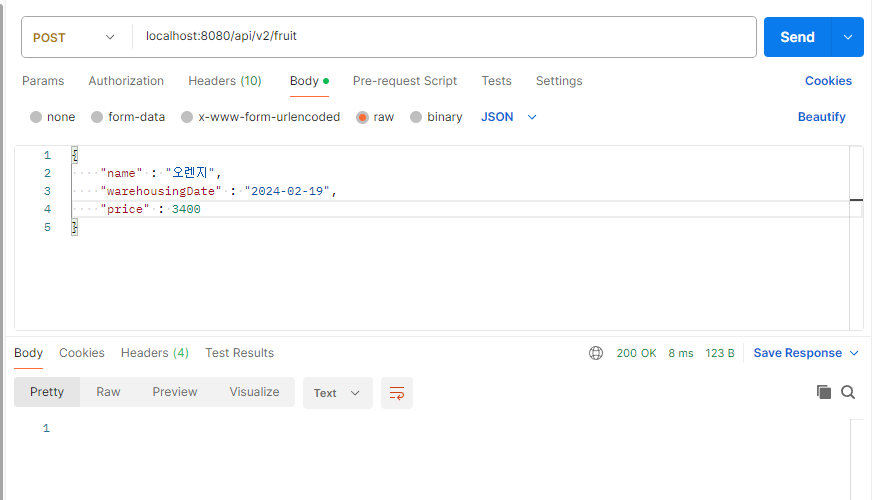 POST localhost:8080/api/v2/fruit Send
Params Authorization Headers (10) Body Pre-request Script Tests Settings Cookies
none form-data x-www-form-urlencoded raw binary JSON Beautify
1 {
2 "name" : "오렌지",
3 "warehousingDate" : "2024-02-19",
4 "price" : 3400
5 }
Body Cookies Headers (4) Test Results 200 OK 8 ms 123 B Save Response
Pretty Raw Preview Visualize Text
1